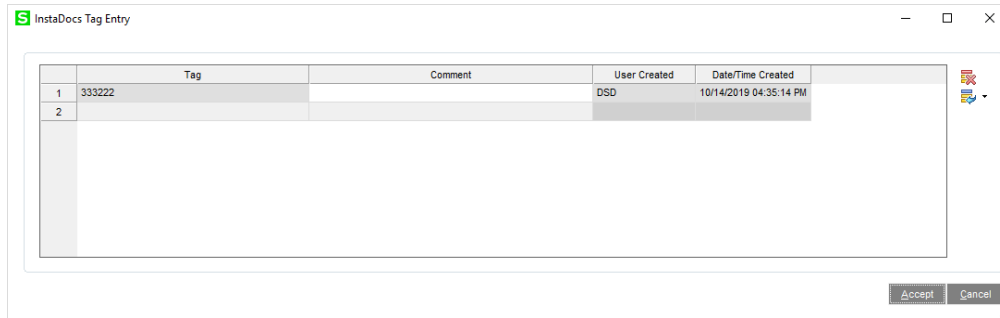 S InstaDocs Tag Entry
Tag Comment User Created Date/Time Created
1 333222 DSD 10/14/2019 04:35:14 PM
2
Accept Cancel